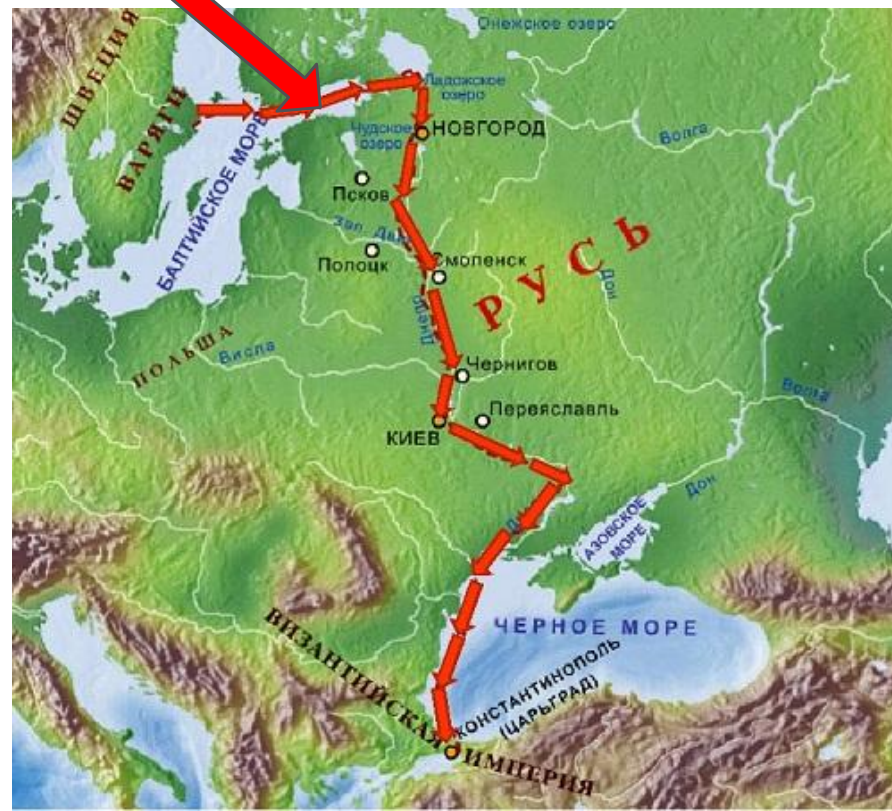 Онежское озеро
ШВЕЦИЯ
Ладожское
озеро
ВАРЯГИ
Чудское
озеро
НОВГОРОД
Волга
БАЛТИЙСКОЕ МОРЕ
Псков
Зап. Дви
Полоцк
Смоленск
РУСЬ
Дон
Днепр
ПОЛЬША
Висла
Чернигов
Волга
Переяславль
КИЕВ
Дон
АЗОВСКОЕ
МОРЕ
ЧЕРНОЕ МОРЕ
ВИЗАНТИЙСКАЯ ИМПЕРИЯ
КОНСТАНТИНОПОЛЬ
(ЦАРЬГРАД)